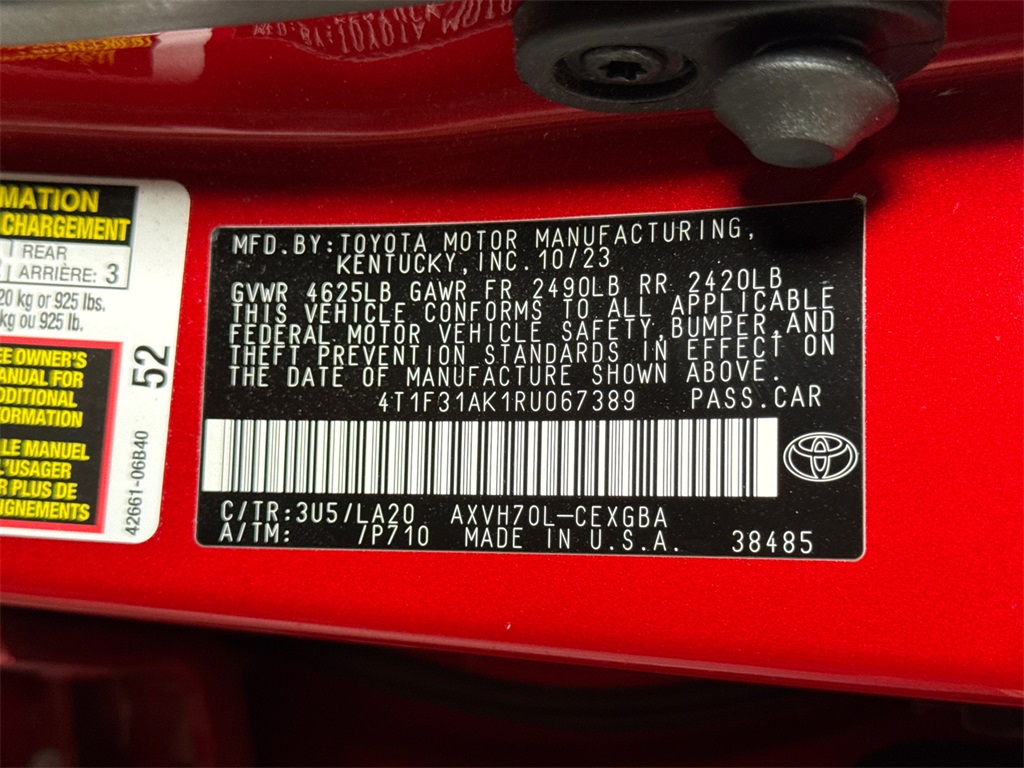 MATION
CHARGEMENT
REAR
ARRIÈRE: 3
20 kg or 925 lbs.
kg ou 925 lb.
EE OWNER'S
ANUAL FOR
DDITIONAL
FORMATION
LE MANUEL
L'USAGER
R PLUS DE
EIGNEMENTS
52
42661-06B40
MFD.BY:TOYOTA MOTOR MANUFACTURING,
KENTUCKY,INC.10/23
GVWR 4625LB GAWR FR 2490LB RR 2420LB
THIS VEHICLE CONFORMS TO ALL APPLICABLE
FEDERAL MOTOR VEHICLE SAFETY,BUMPER,AND
THEFT PREVENTION STANDARDS IN EFFECT ON
THE DATE OF MANUFACTURE SHOWN ABOVE.
4T1F31AK1RU067389 PASS.CAR
C/TR:3U5/LA20 AXVH70L-CEXGBA
A/TM: /P710 MADE IN U.S.A. 38485